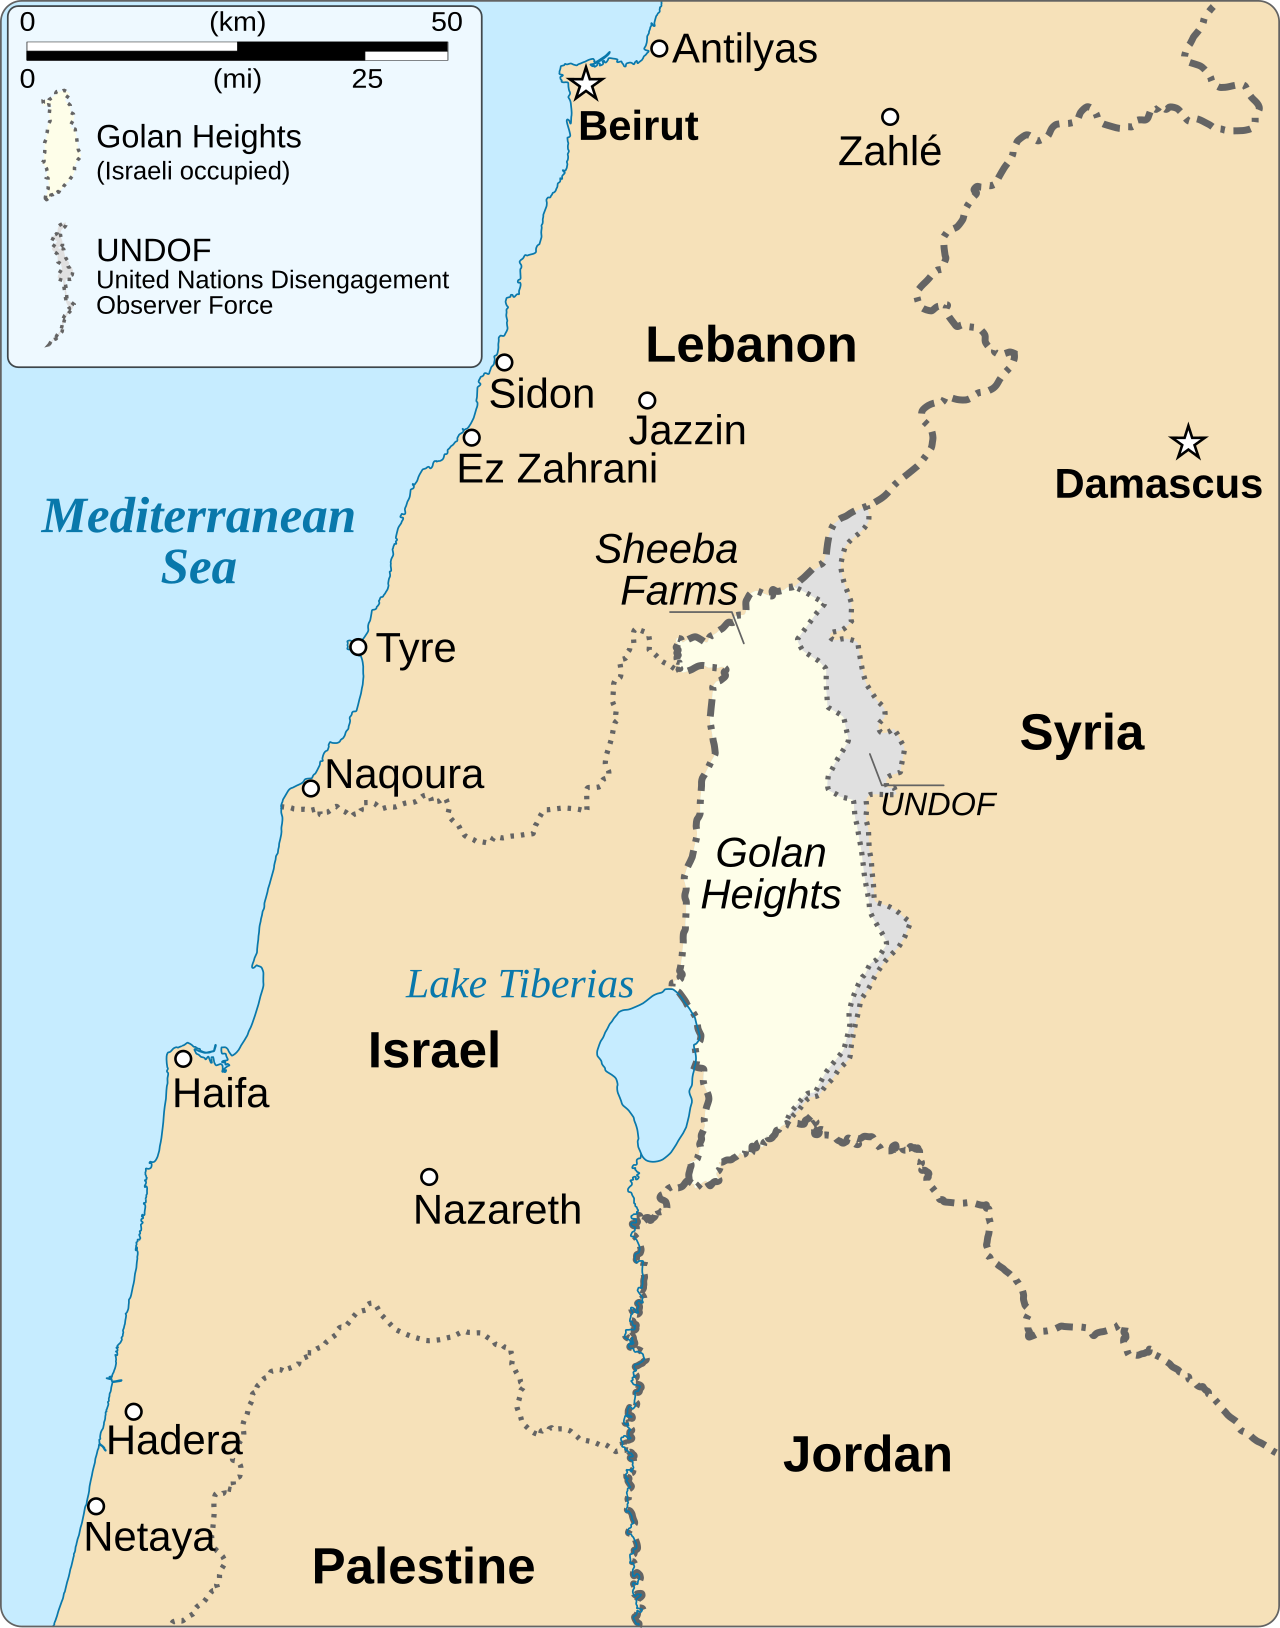 0 (km) 50
0 (mi) 25
Golan Heights
(Israeli occupied)
UNDOF
United Nations Disengagement
Observer Force
Antilyas
Beirut
Zahlé
Lebanon
Sidon
Jazzin
Ez Zahrani
Damascus
Mediterranean
Sea
Sheeba
Farms
Tyre
Syria
Naqoura
UNDOF
Golan
Heights
Lake Tiberias
Israel
Haifa
Nazareth
Hadera
Jordan
Netaya
Palestine